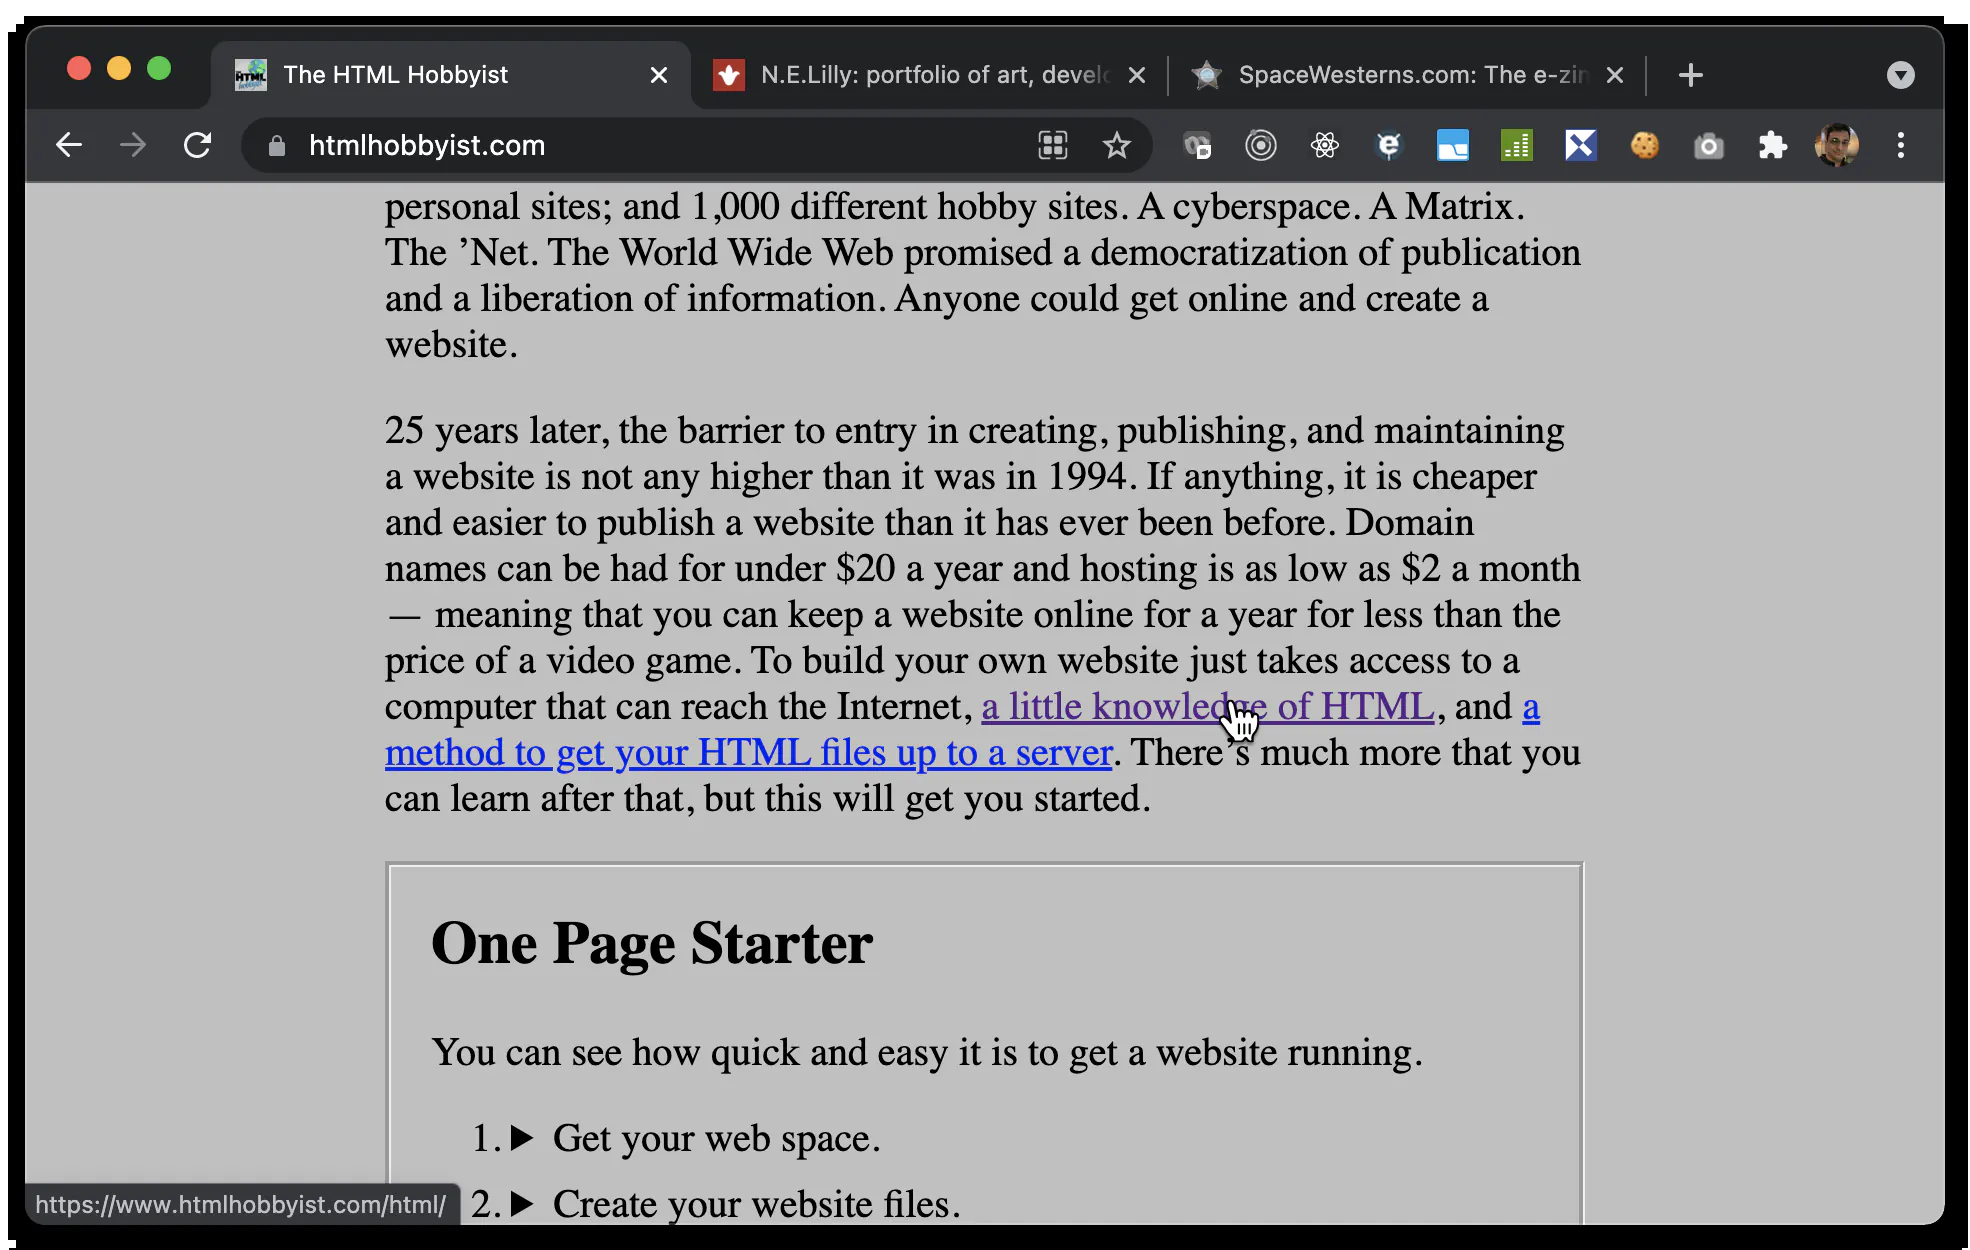 The HTML Hobbyist
N.E.Lilly: portfolio of art, develo
SpaceWesterns.com: The e-zin
htmlhobbyist.com
personal sites; and 1,000 different hobby sites. A cyberspace. A Matrix.
The ’Net. The World Wide Web promised a democratization of publication
and a liberation of information. Anyone could get online and create a
website.
25 years later, the barrier to entry in creating, publishing, and maintaining
a website is not any higher than it was in 1994. If anything, it is cheaper
and easier to publish a website than it has ever been before. Domain
names can be had for under $20 a year and hosting is as low as $2 a month
— meaning that you can keep a website online for a year for less than the
price of a video game. To build your own website just takes access to a
computer that can reach the Internet, a little knowledge of HTML, and a
method to get your HTML files up to a server. There’s much more that you
can learn after that, but this will get you started.
One Page Starter
You can see how quick and easy it is to get a website running.
1. ▶ Get your web space.
2. ▶ Create your website files.
https://www.htmlhobbyist.com/html/